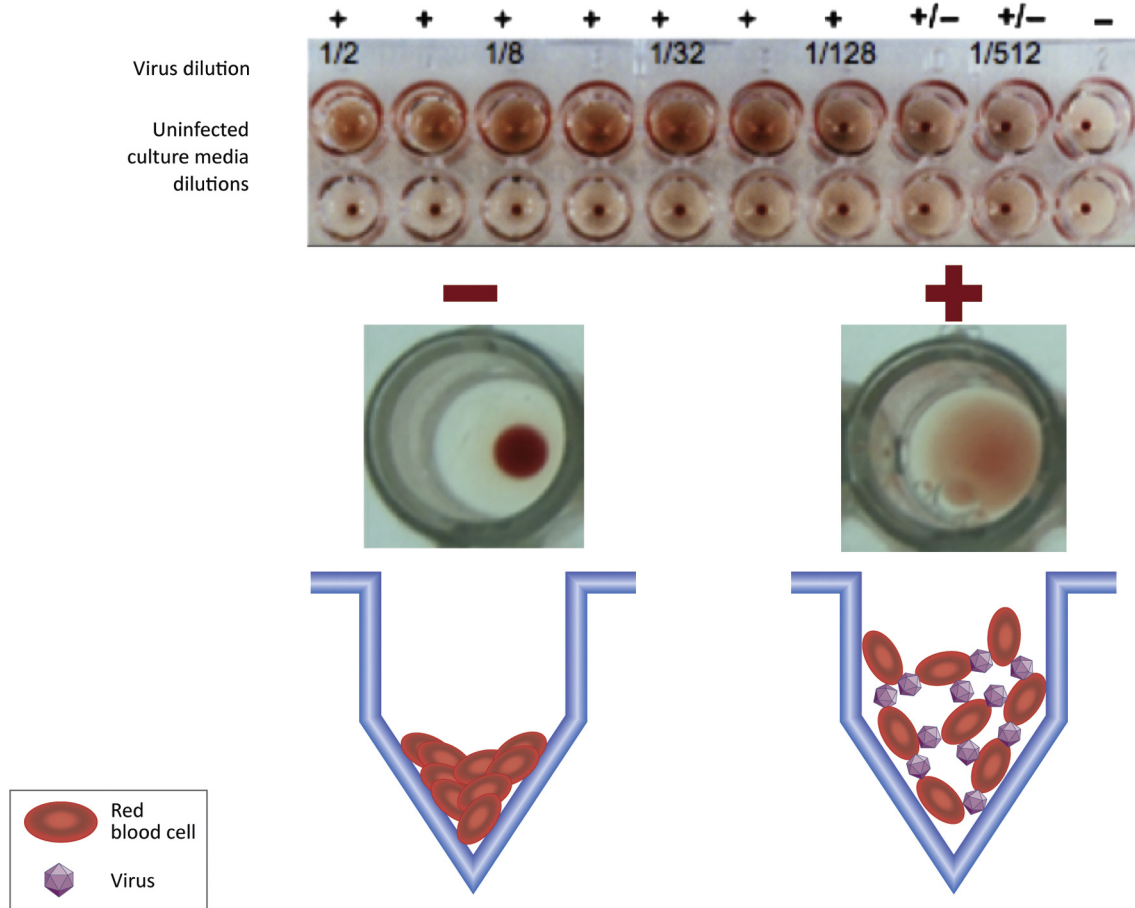 + + + + + + + +/– +/– –
Virus dilution
1/2 1/8 1/32 1/128 1/512 2
Uninfected
culture media
dilutions
– +
Red
blood cell
Virus